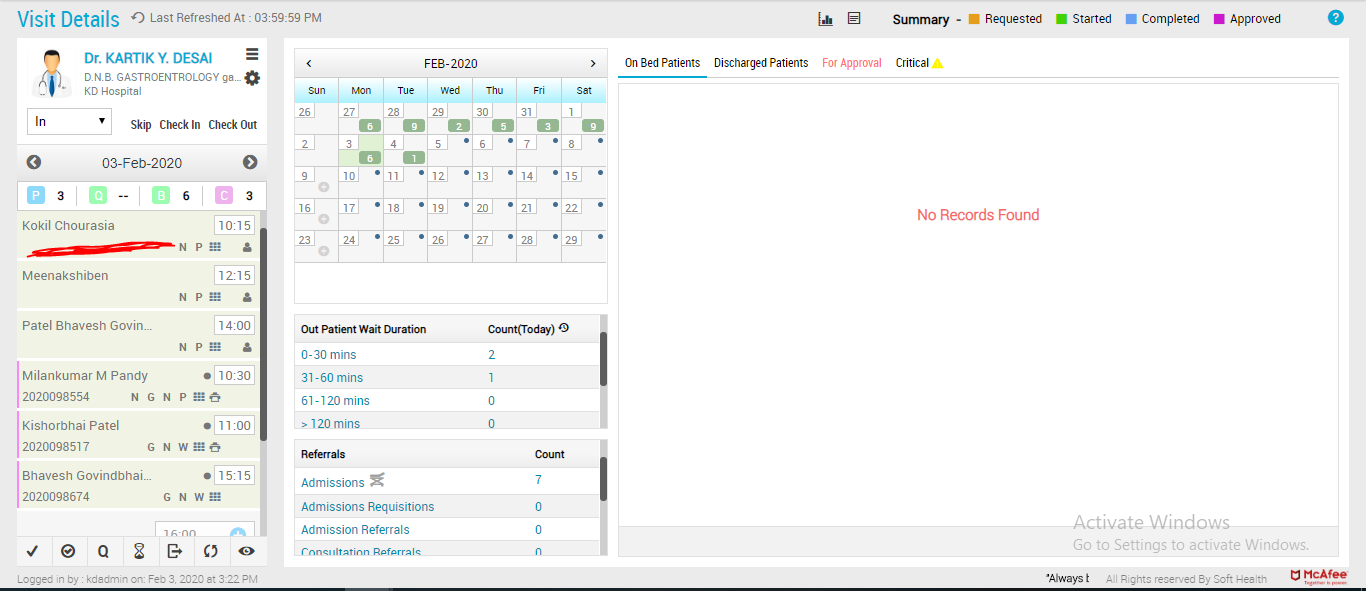 Visit Details Last Refreshed At : 03:59:59 PM
Summary - Requested Started Completed Approved ?
Dr. KARTIK Y. DESAI
D.N.B. GASTROENTROLOGY ga...
KD Hospital
In Skip Check In Check Out
03-Feb-2020
P 3 Q -- B 6 C 3
Kokil Chourasia 10:15
N P
Meenakshiben 12:15
N P
Patel Bhavesh Govin... 14:00
N P
Milankumar M Pandy 10:30
2020098554 N G N P
Kishorbhai Patel 11:00
2020098517 G N W
Bhavesh Govindbhai... 15:15
2020098674 G N W
16:00
Q
Logged in by : kdadmin on: Feb 3, 2020 at 3:22 PM
FEB-2020
Sun Mon Tue Wed Thu Fri Sat
26 27 28 29 30 31 1
6 9 2 5 3 9
2 3 4 5 6 7 8
6 1
9 10 11 12 13 14 15
16 17 18 19 20 21 22
23 24 25 26 27 28 29
Out Patient Wait Duration Count(Today)
0-30 mins 2
31-60 mins 1
61-120 mins 0
> 120 mins 0
Referrals Count
Admissions 7
Admissions Requisitions 0
Admission Referrals 0
Consultation Referrals 0
On Bed Patients Discharged Patients For Approval Critical
No Records Found
Activate Windows
Go to Settings to activate Windows.
"Always t All Rights reserved By Soft Health McAfee
Together is power.